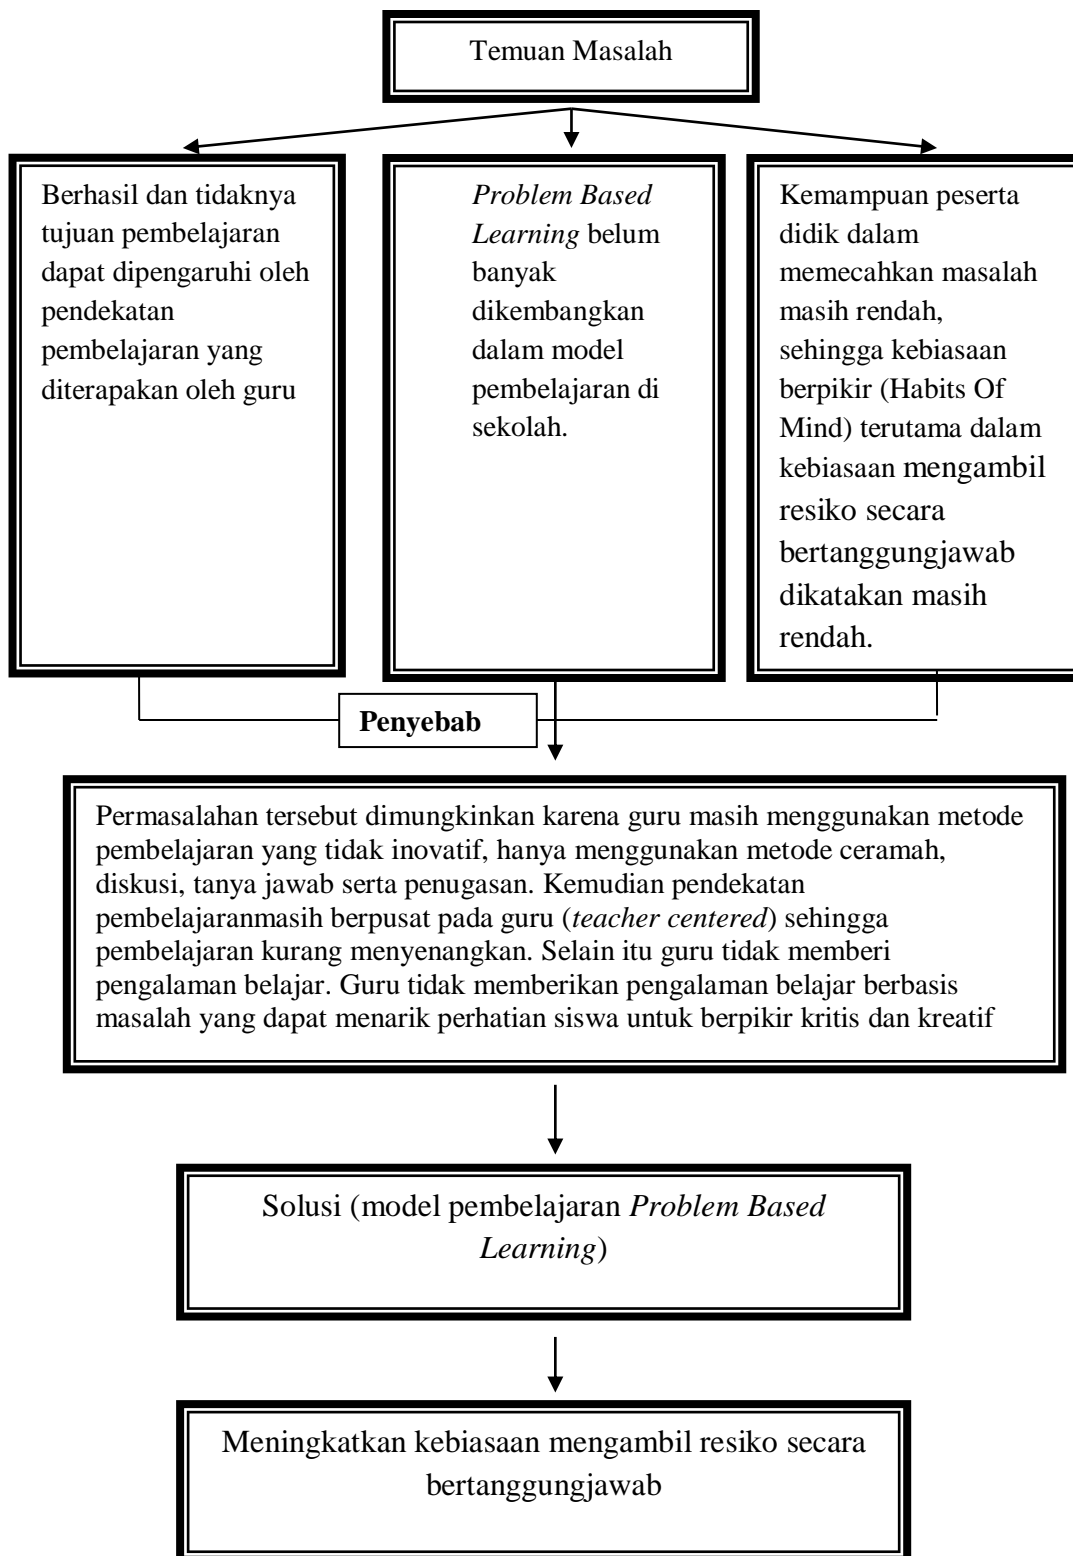 Temuan Masalah
Berhasil dan tidaknya
tujuan pembelajaran
dapat dipengaruhi oleh
pendekatan
pembelajaran yang
diterapakan oleh guru
Problem Based
Learning belum
banyak
dikembangkan
dalam model
pembelajaran di
sekolah.
Kemampuan peserta
didik dalam
memecahkan masalah
masih rendah,
sehingga kebiasaan
berpikir (Habits Of
Mind) terutama dalam
kebiasaan mengambil
resiko secara
bertanggungjawab
dikatakan masih
rendah.
Penyebab
Permasalahan tersebut dimungkinkan karena guru masih menggunakan metode
pembelajaran yang tidak inovatif, hanya menggunakan metode ceramah,
diskusi, tanya jawab serta penugasan. Kemudian pendekatan
pembelajaranmasih berpusat pada guru (teacher centered) sehingga
pembelajaran kurang menyenangkan. Selain itu guru tidak memberi
pengalaman belajar. Guru tidak memberikan pengalaman belajar berbasis
masalah yang dapat menarik perhatian siswa untuk berpikir kritis dan kreatif
Solusi (model pembelajaran Problem Based
Learning)
Meningkatkan kebiasaan mengambil resiko secara
bertanggungjawab